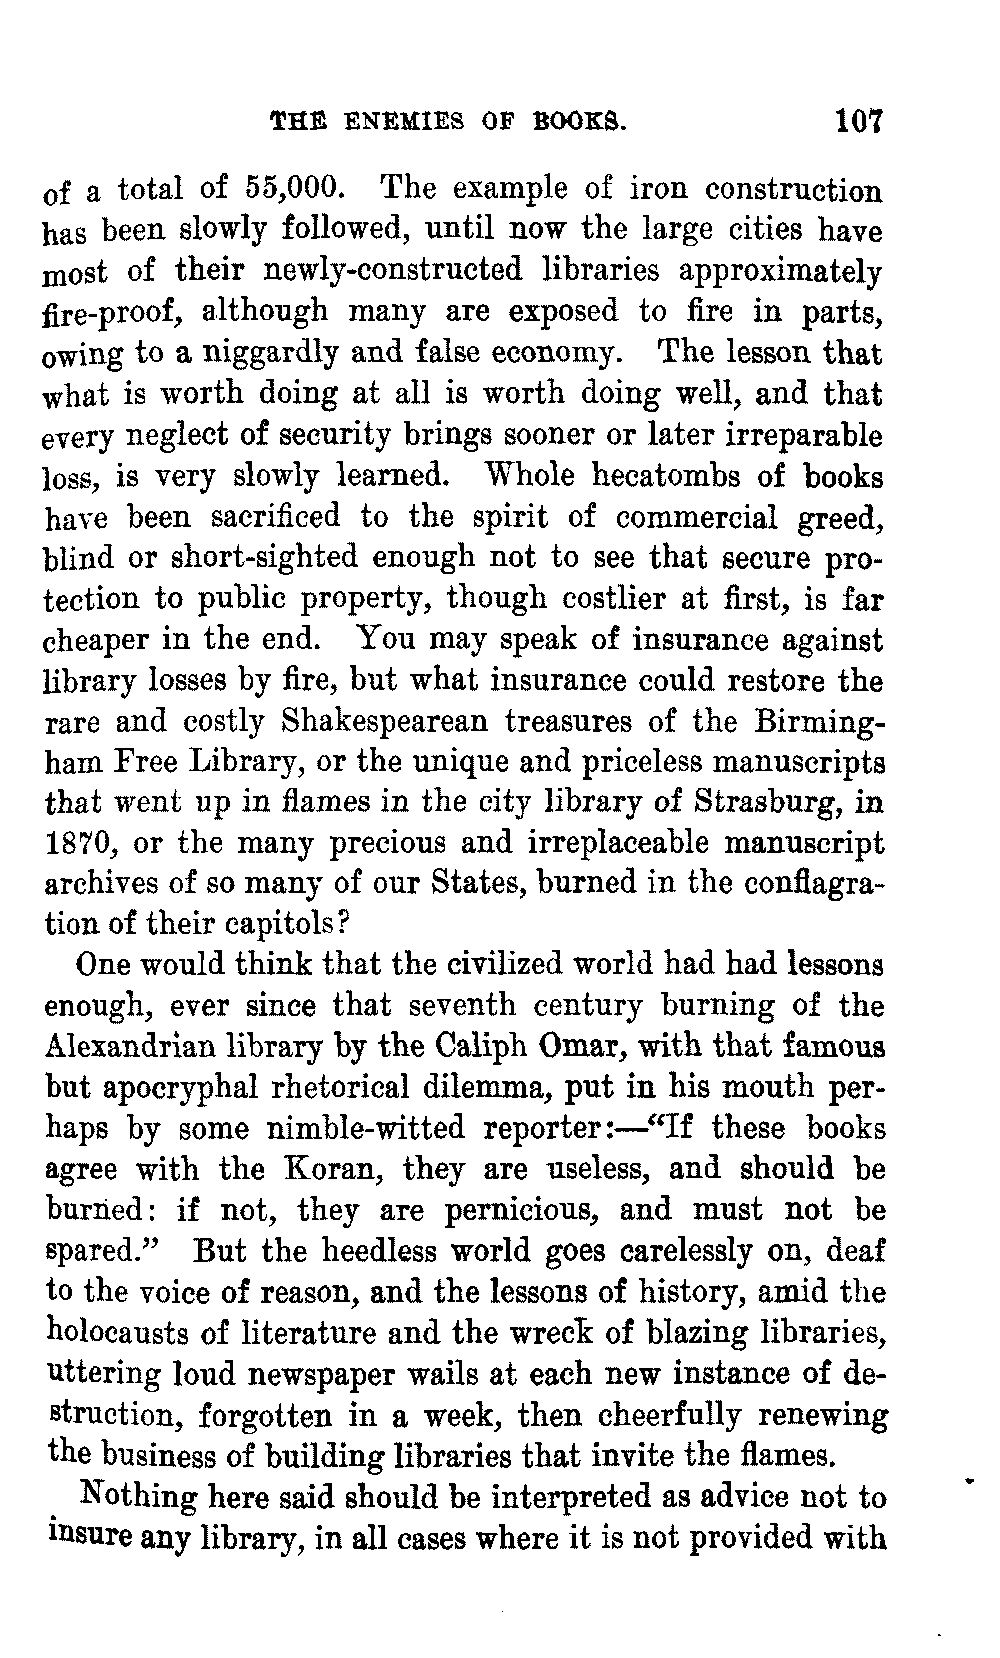 THE ENEMIES OF BOOKS. 107
of a total of 55,000. The example of iron construction
has been slowly followed, until now the large cities have
most of their newly-constructed libraries approximately
fire-proof, although many are exposed to fire in parts,
owing to a niggardly and false economy. The lesson that
what is worth doing at all is worth doing well, and that
every neglect of security brings sooner or later irreparable
loss, is very slowly learned. Whole hecatombs of books
have been sacrificed to the spirit of commercial greed,
blind or short-sighted enough not to see that secure pro-
tection to public property, though costlier at first, is far
cheaper in the end. You may speak of insurance against
library losses by fire, but what insurance could restore the
rare and costly Shakespearean treasures of the Birming-
ham Free Library, or the unique and priceless manuscripts
that went up in flames in the city library of Strasburg, in
1870, or the many precious and irreplaceable manuscript
archives of so many of our States, burned in the conflagra-
tion of their capitols?
One would think that the civilized world had had lessons
enough, ever since that seventh century burning of the
Alexandrian library by the Caliph Omar, with that famous
but apocryphal rhetorical dilemma, put in his mouth per-
haps by some nimble-witted reporter:—“If these books
agree with the Koran, they are useless, and should be
burned: if not, they are pernicious, and must not be
spared.” But the heedless world goes carelessly on, deaf
to the voice of reason, and the lessons of history, amid the
holocausts of literature and the wreck of blazing libraries,
uttering loud newspaper wails at each new instance of de-
struction, forgotten in a week, then cheerfully renewing
the business of building libraries that invite the flames.
Nothing here said should be interpreted as advice not to
insure any library, in all cases where it is not provided with